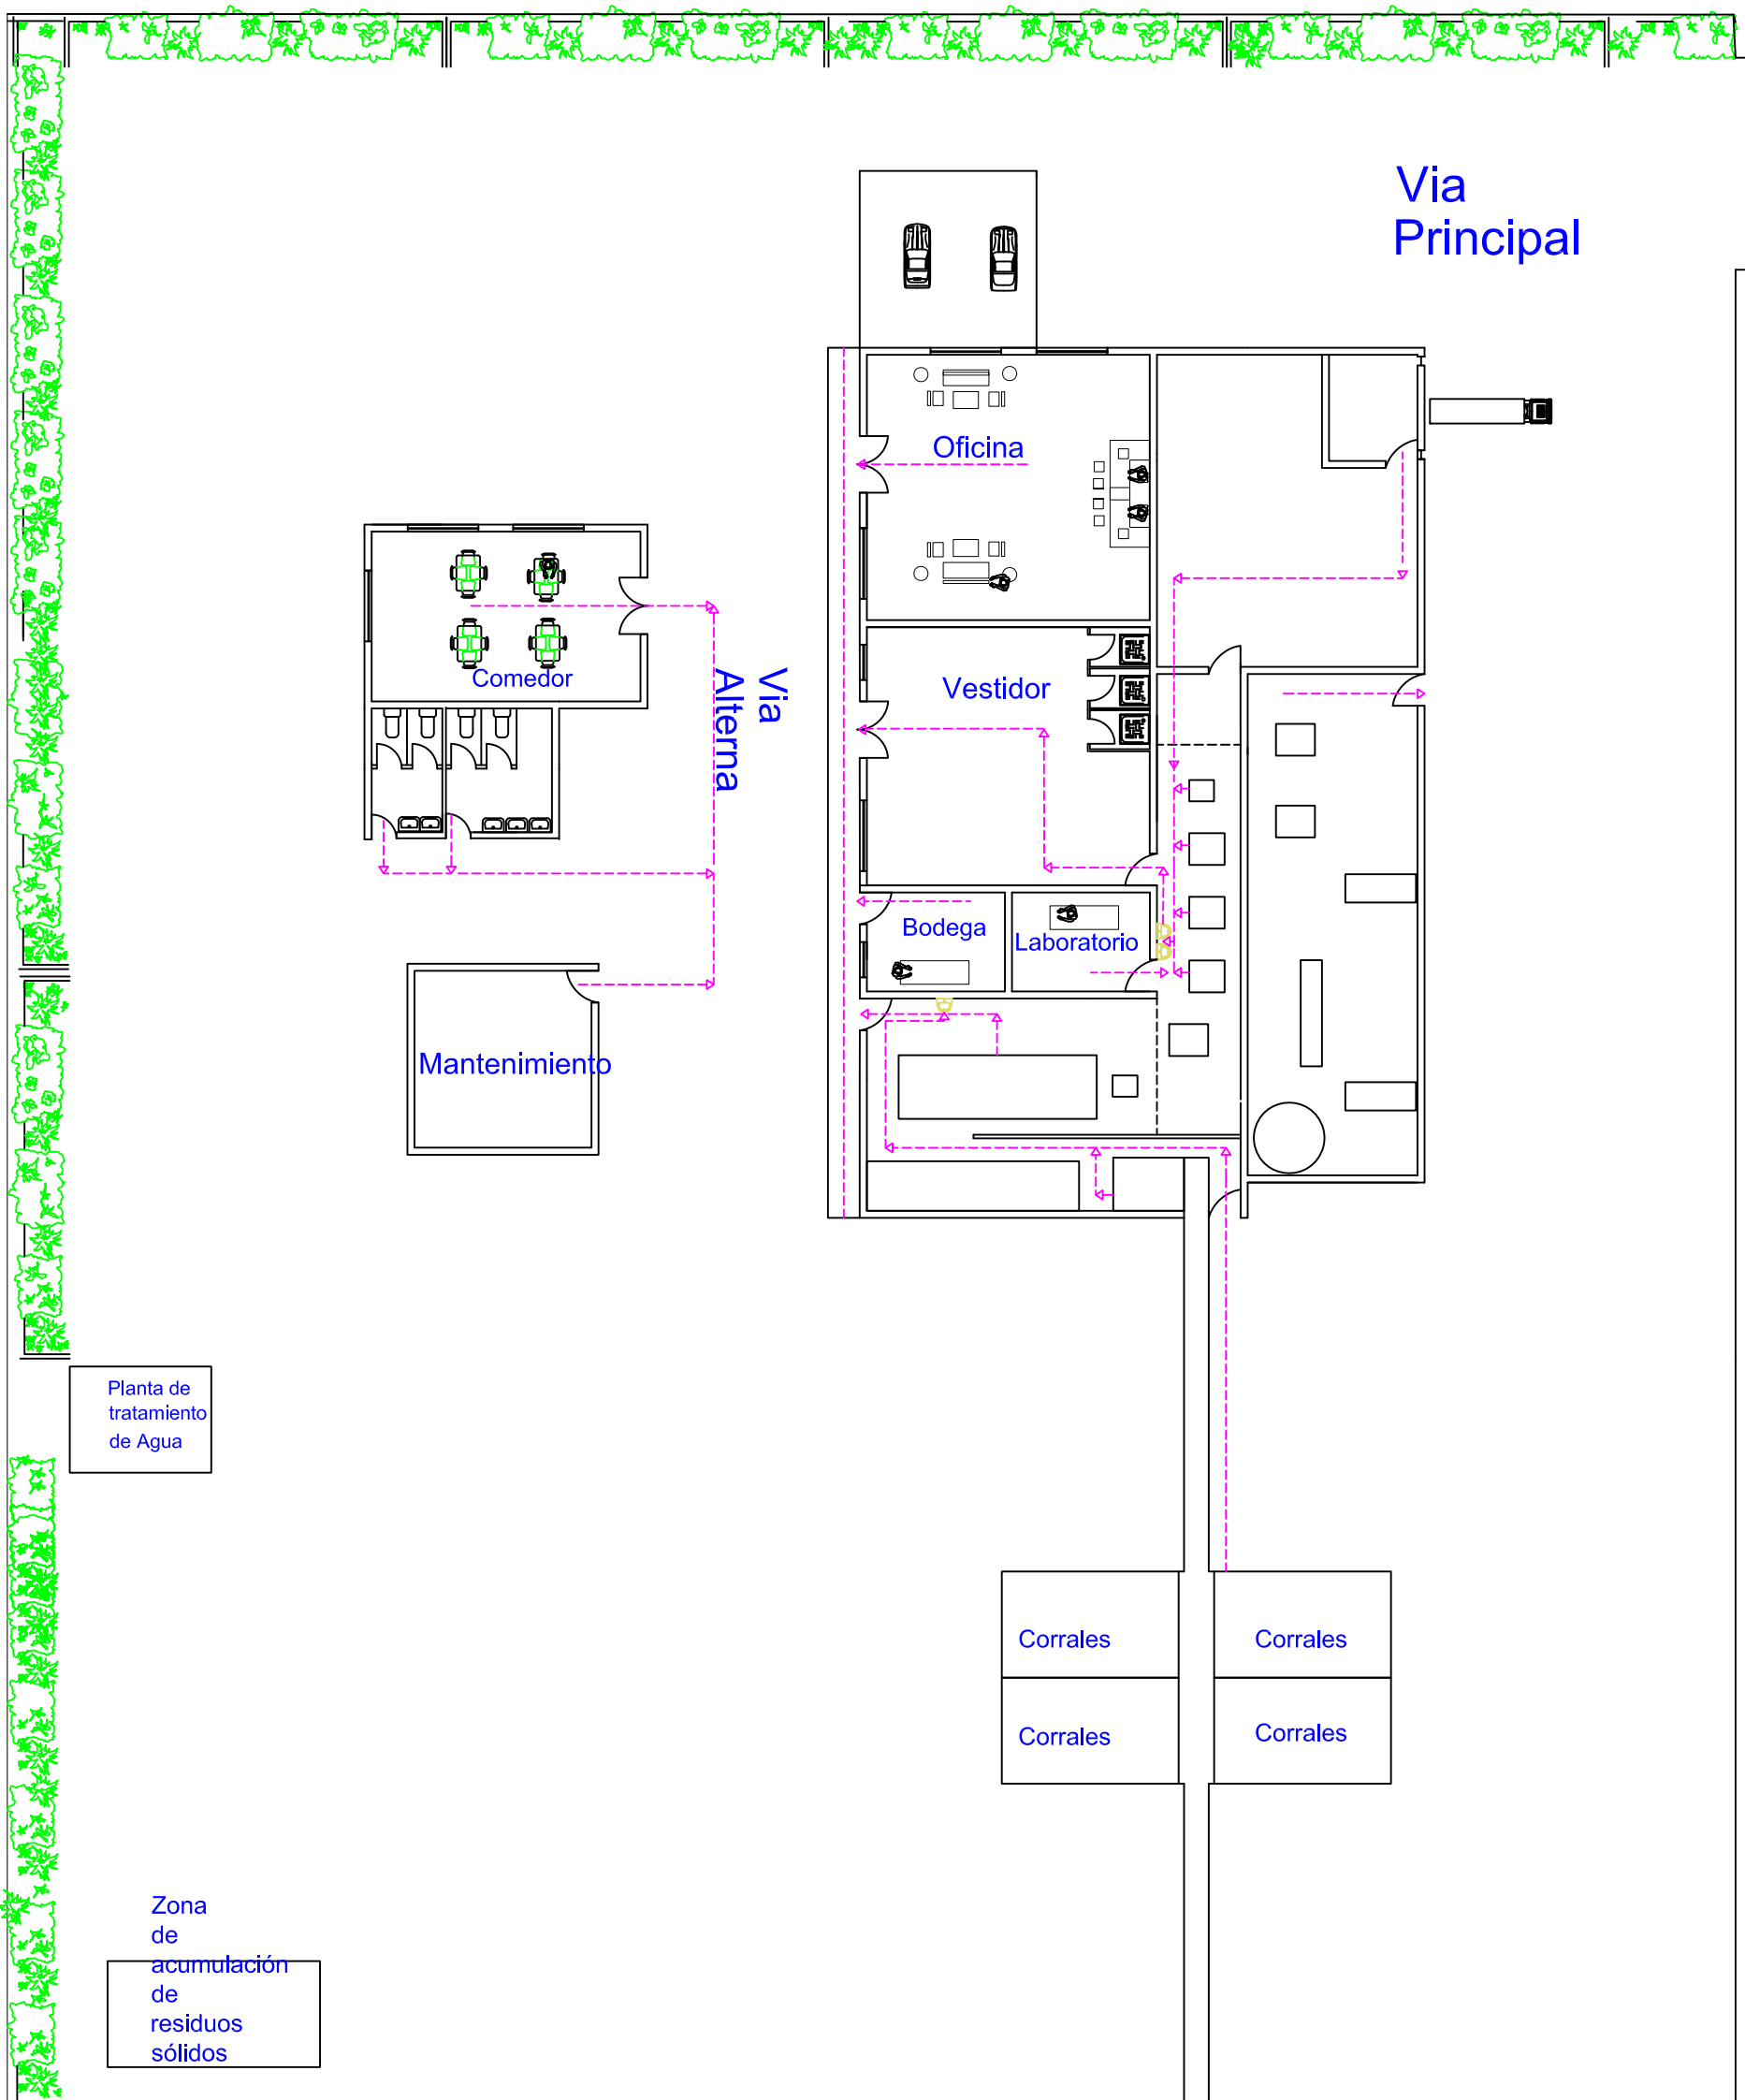 Via
Principal
Oficina
Comedor
Via
Alterna
Vestidor
Bodega
Laboratorio
Mantenimiento
Planta de
tratamiento
de Agua
Corrales
Corrales
Corrales
Corrales
Zona
de
acumulación
de
residuos
sólidos